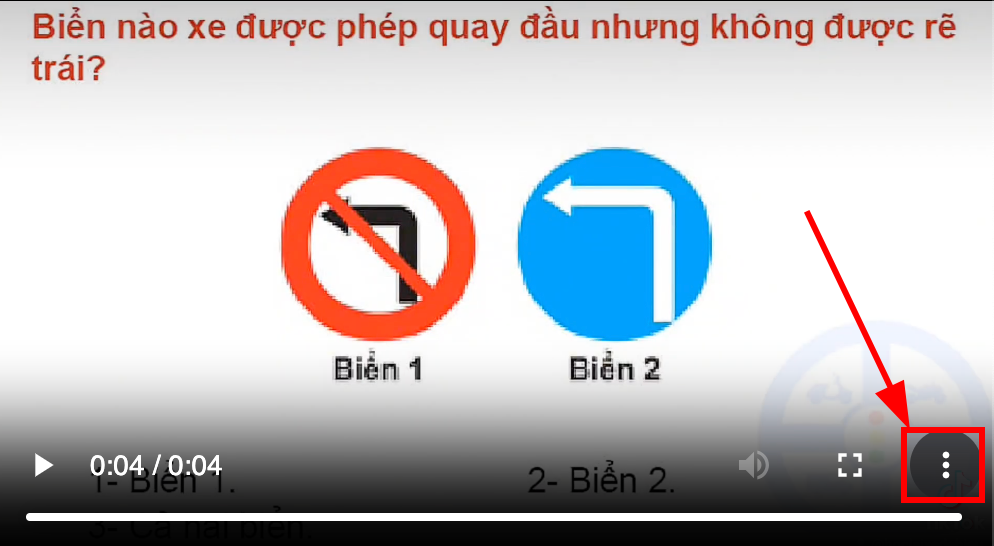 Biển nào xe được phép quay đầu nhưng không được rẽ
trái?
Biển 1
Biển 2
0:04 / 0:04
1- Biển 1.
2- Biển 2.
3- Cả hai biển.